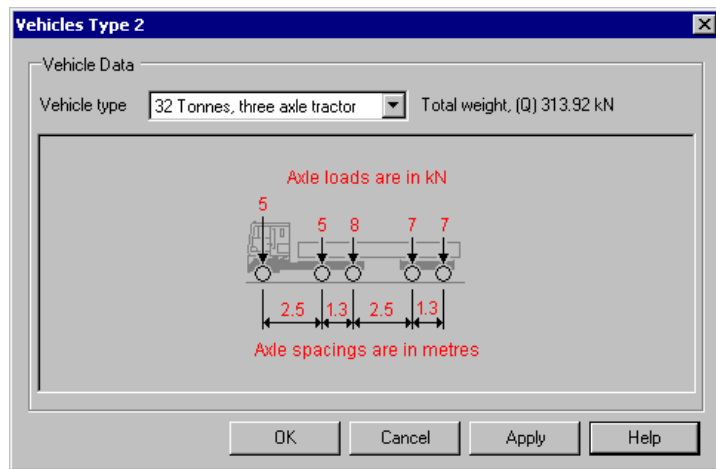 Vehicles Type 2
Vehicle Data
Vehicle type 32 Tonnes, three axle tractor Total weight, (Q) 313.92 kN
Axle loads are in kN
5
5 8 7 7
2.5 1.3 2.5 1.3
Axle spacings are in metres
OK Cancel Apply Help